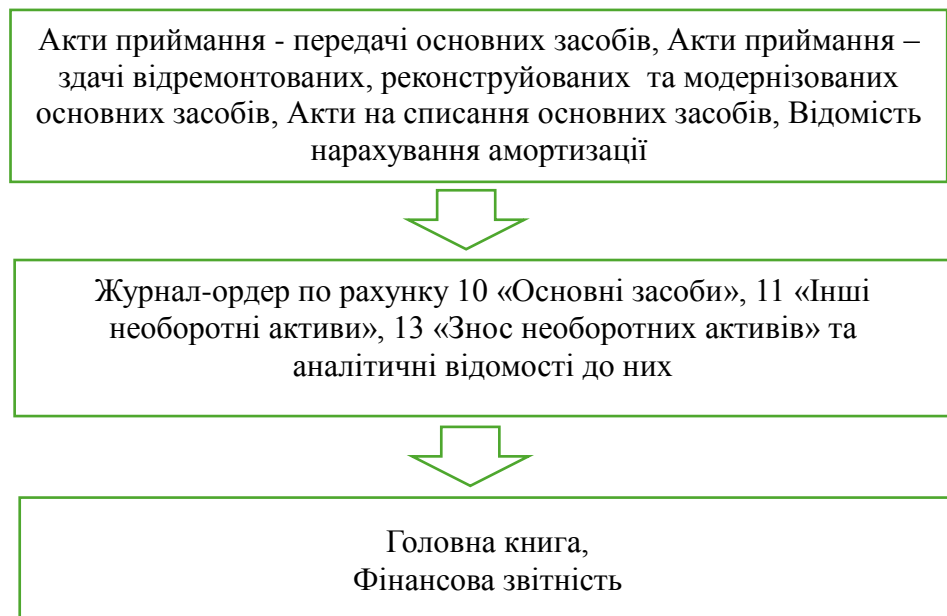 Акти приймання - передачі основних засобів, Акти приймання –
здачі відремонтованих, реконструйованих та модернізованих
основних засобів, Акти на списання основних засобів, Відомість
нарахування амортизації
Журнал-ордер по рахунку 10 «Основні засоби», 11 «Інші
необоротні активи», 13 «Знос необоротних активів» та
аналітичні відомості до них
Головна книга,
Фінансова звітність